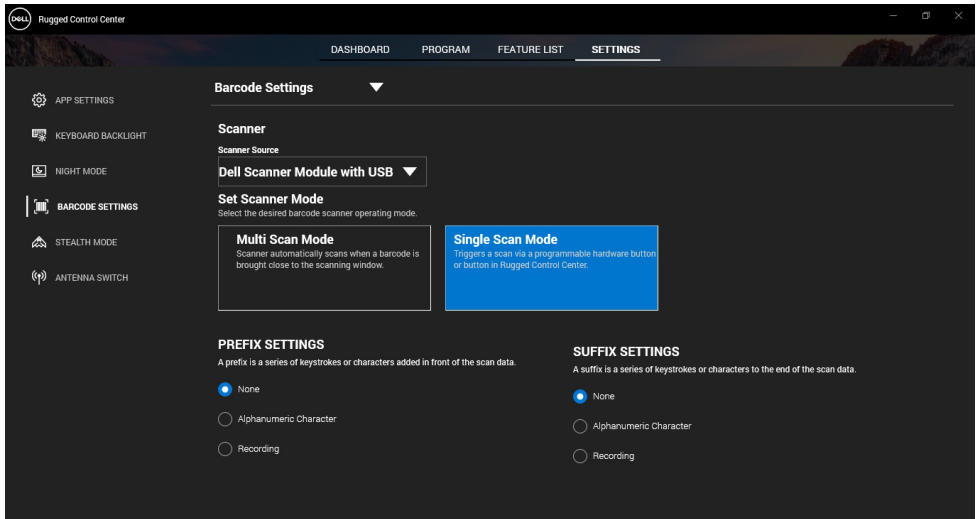 DELL
Rugged Control Center
DASHBOARD PROGRAM FEATURE LIST SETTINGS
APP SETTINGS
KEYBOARD BACKLIGHT
NIGHT MODE
BARCODE SETTINGS
STEALTH MODE
ANTENNA SWITCH
Barcode Settings
Scanner
Scanner Source
Dell Scanner Module with USB
Set Scanner Mode
Select the desired barcode scanner operating mode.
Multi Scan Mode
Scanner automatically scans when a barcode is
brought close to the scanning window.
Single Scan Mode
Triggers a scan via a programmable hardware button
or button in Rugged Control Center.
PREFIX SETTINGS
A prefix is a series of keystrokes or characters added in front of the scan data.
None
Alphanumeric Character
Recording
SUFFIX SETTINGS
A suffix is a series of keystrokes or characters to the end of the scan data.
None
Alphanumeric Character
Recording